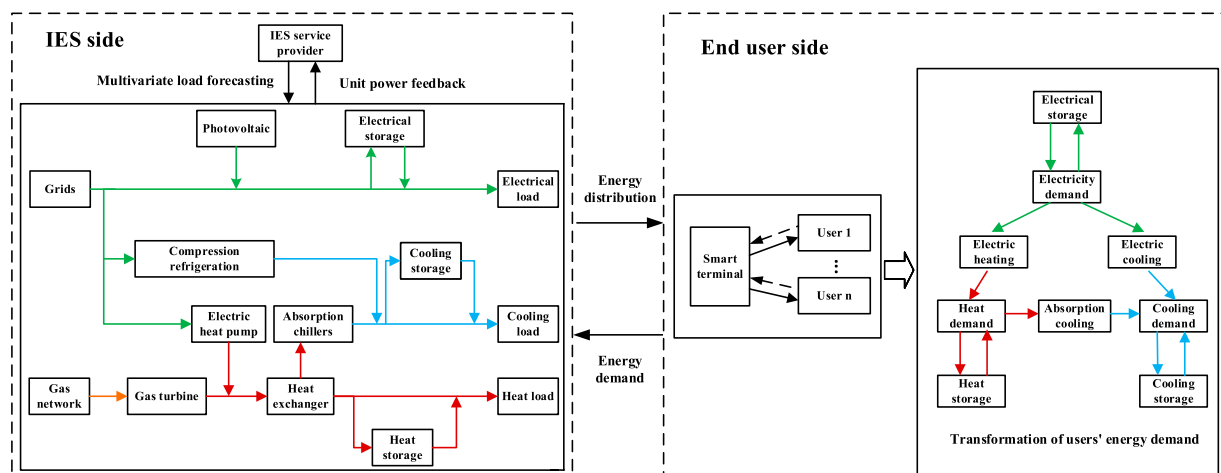 IES side
IES service
provider
Multivariate load forecasting
Unit power feedback
Photovoltaic
Electrical
storage
Grids
Electrical
load
Compression
refrigeration
Cooling
storage
Electric
heat pump
Absorption
chillers
Cooling
load
Gas
network
Gas turbine
Heat
exchanger
Heat load
Heat
storage
Energy
distribution
Energy
demand
End user side
Smart
terminal
User 1
User n
Electrical
storage
Electricity
demand
Electric
heating
Electric
cooling
Heat
demand
Absorption
cooling
Cooling
demand
Heat
storage
Cooling
storage
Transformation of users' energy demand